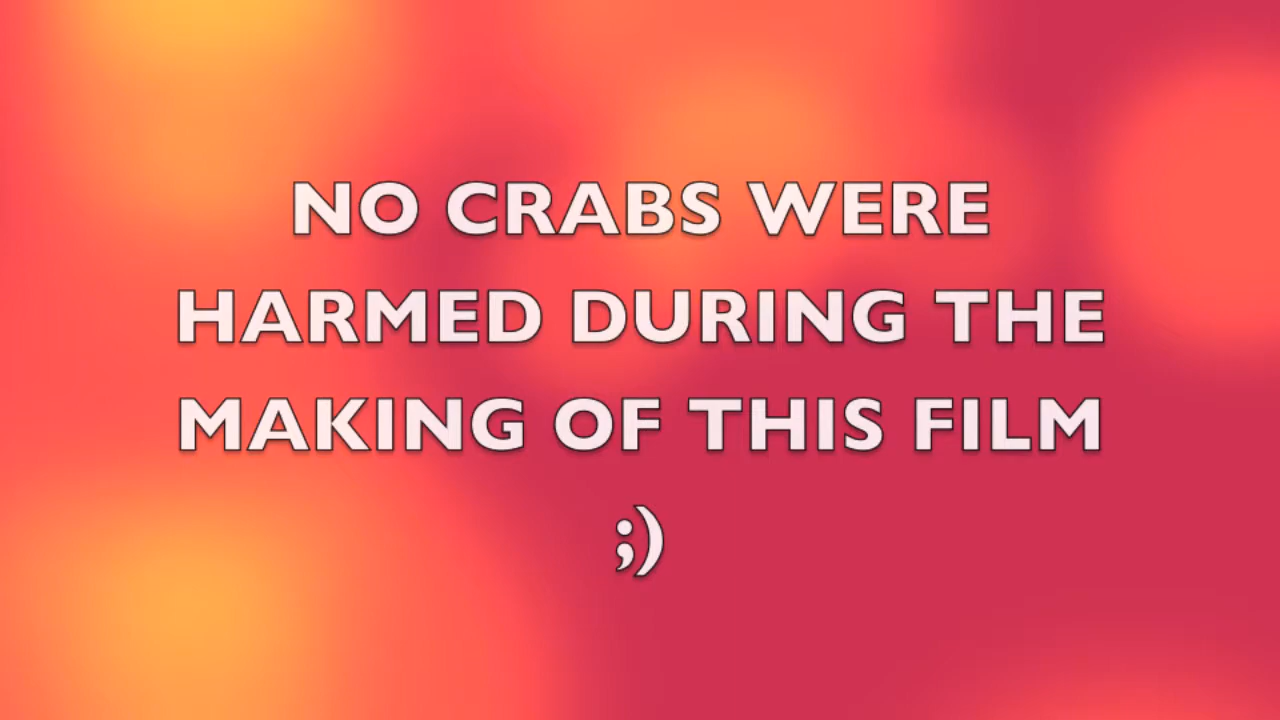 NO CRABS WERE
HARMED DURING THE
MAKING OF THIS FILM
;)